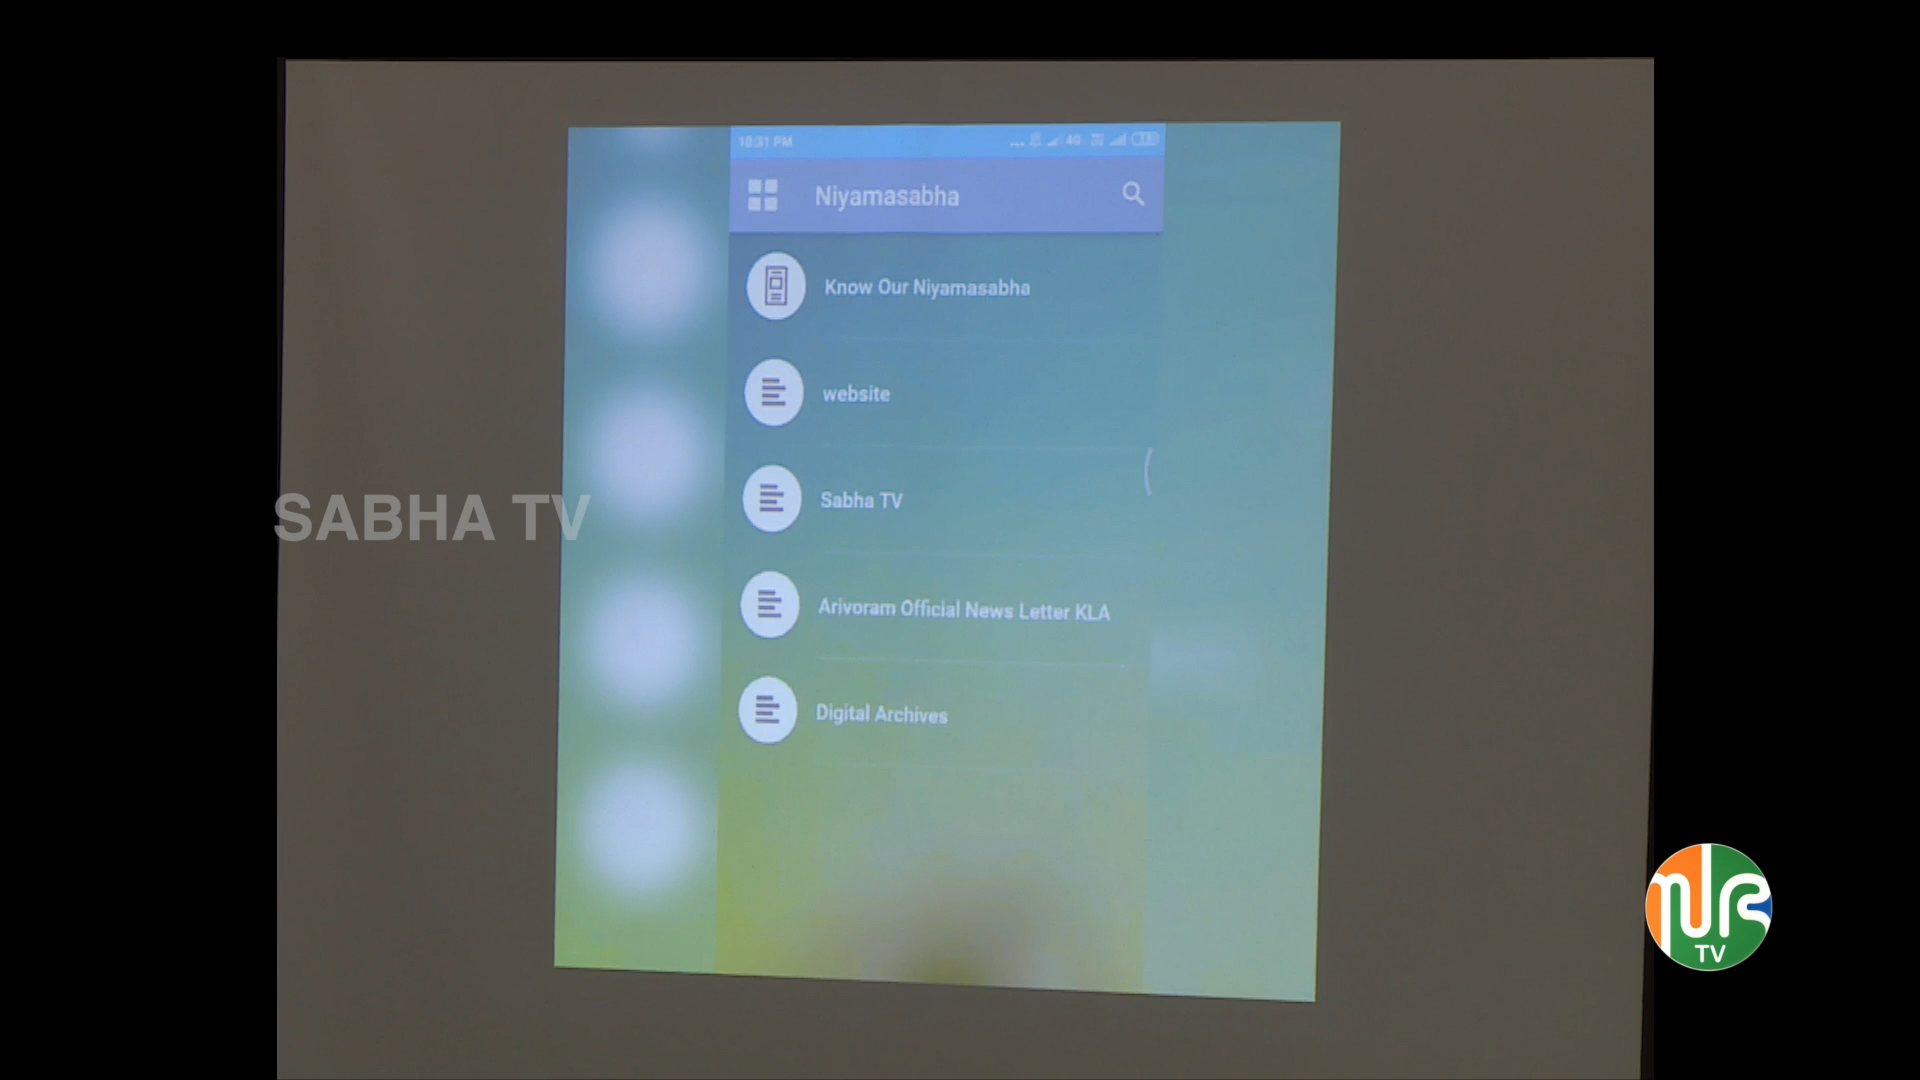 10:31 PM
4G
Niyamasabha
Know Our Niyamasabha
website
Sabha TV
SABHA TV
Arivoram Official News Letter KLA
Digital Archives
TV